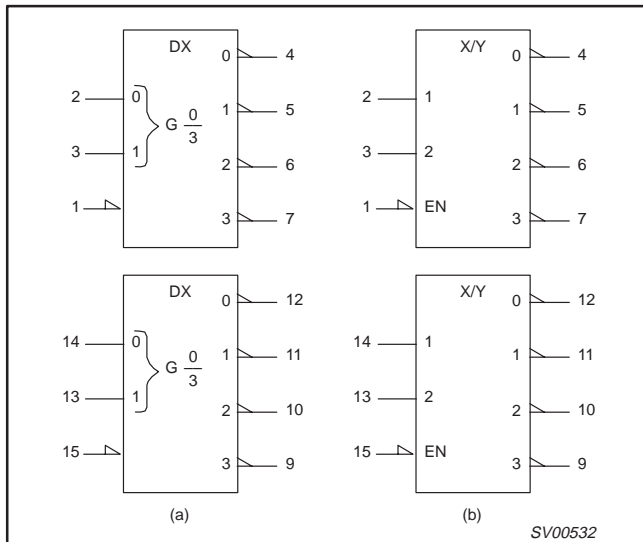 DX
X/Y
0 4
0 4
2 0
2 1
1 5
1 5
G 0
3
3 1
3 2
2 6
2 6
1
1 EN
3 7
3 7
DX
X/Y
0 12
0 12
14 0
14 1
1 11
1 11
G 0
3
13 1
13 2
2 10
2 10
15
15 EN
3 9
3 9
(a)
(b)
SV00532